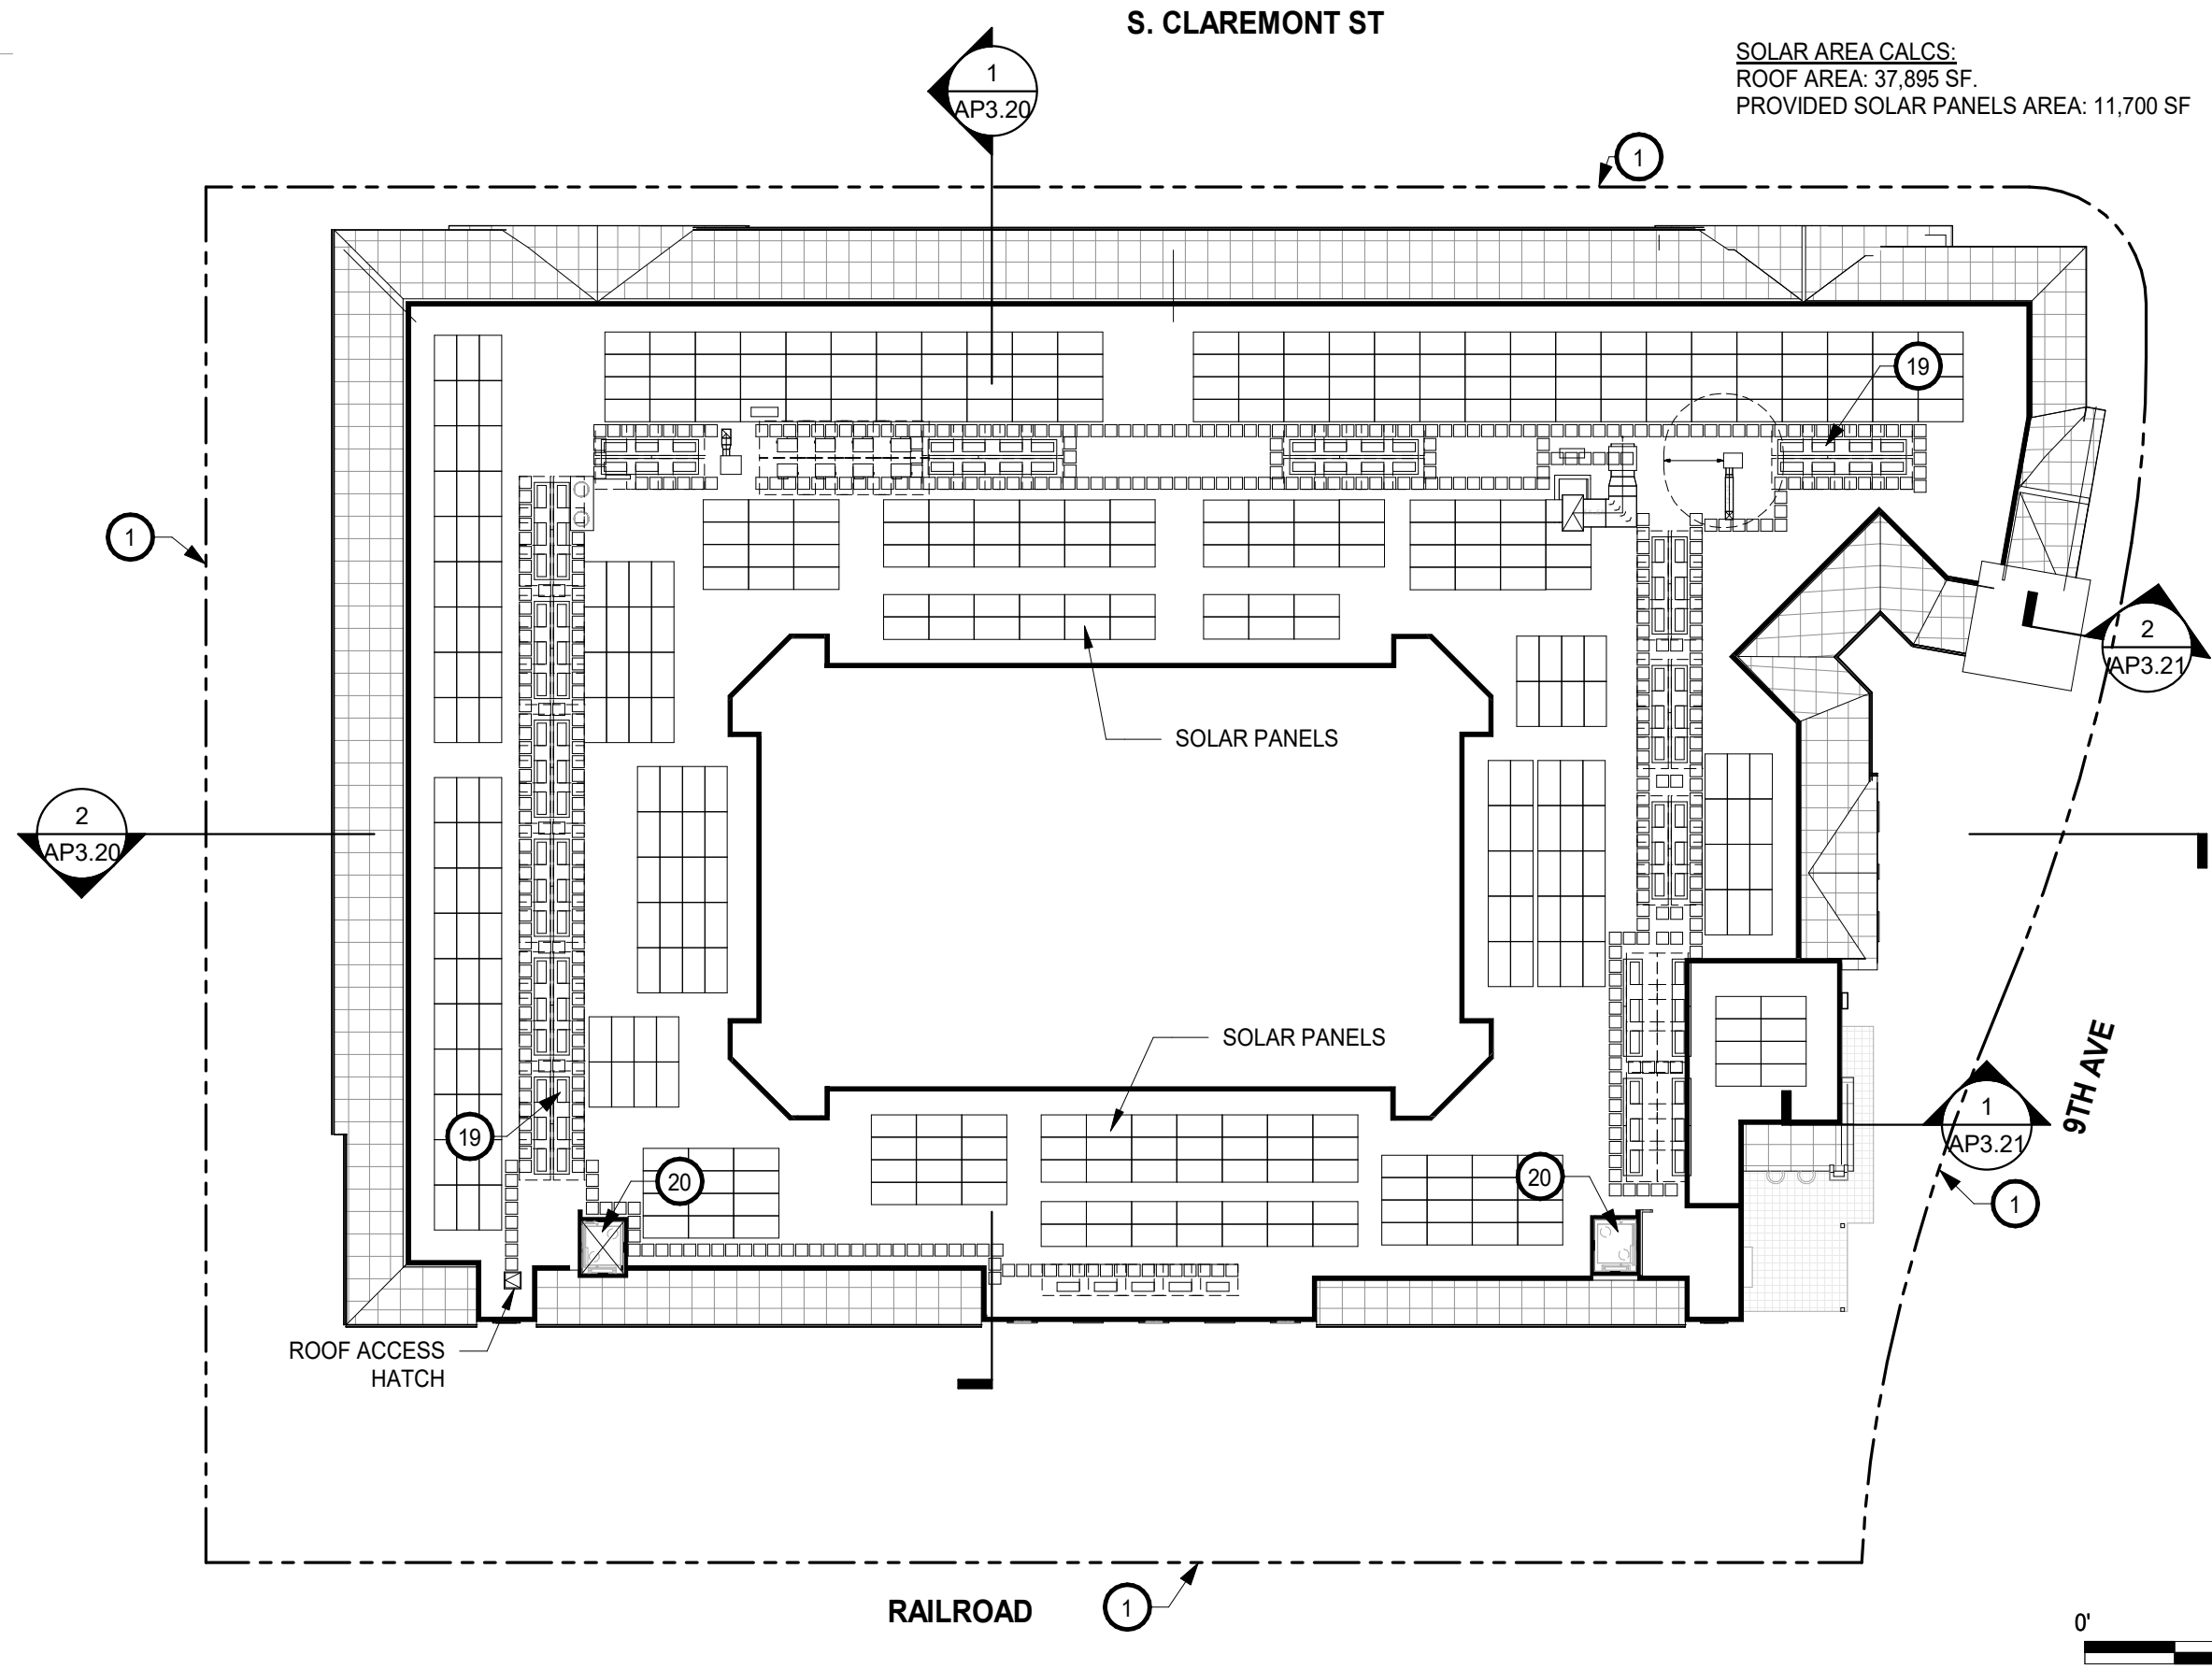 S. CLAREMONT ST
SOLAR AREA CALCS:
ROOF AREA: 37,895 SF.
PROVIDED SOLAR PANELS AREA: 11,700 SF
1
AP3.20
1
19
1
2
AP3.21
SOLAR PANELS
2
AP3.20
SOLAR PANELS
9TH AVE
1
AP3.21
19
20
20
1
ROOF ACCESS
HATCH
RAILROAD
1
0'